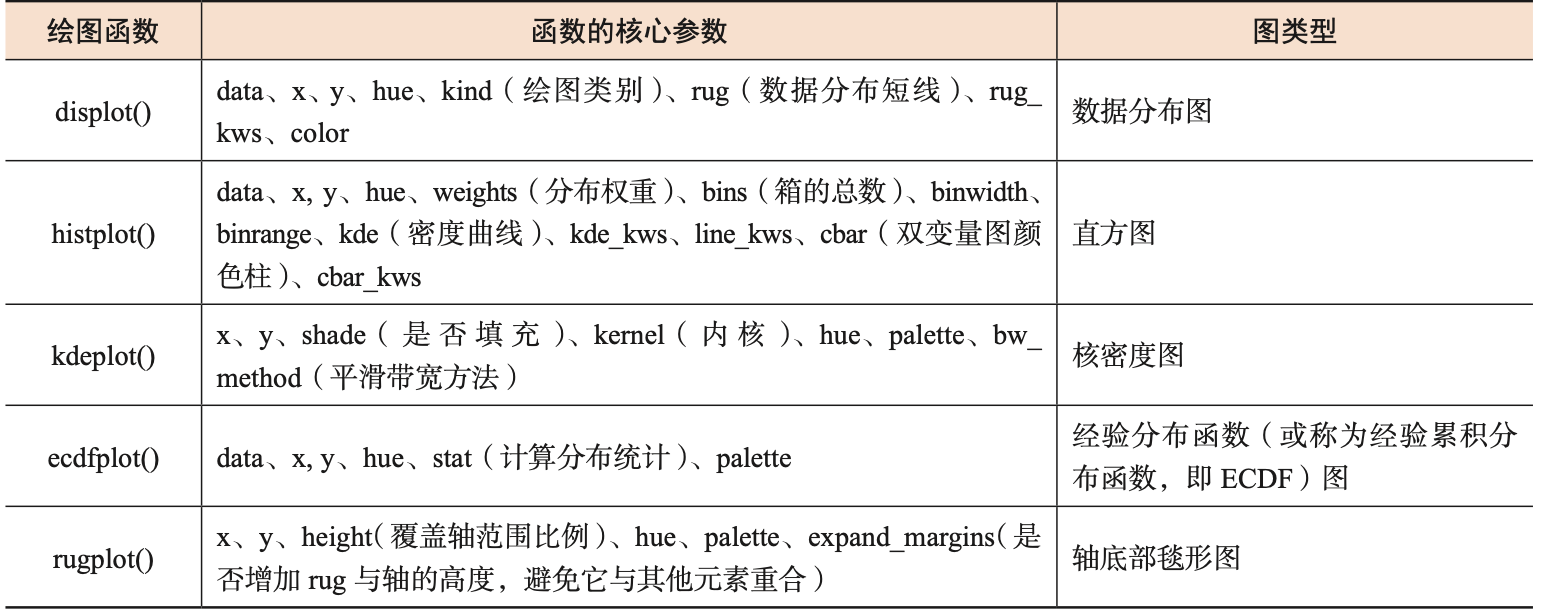 绘图函数 函数的核心参数 图类型
displot() data、x、y、hue、kind（绘图类别）、rug（数据分布短线）、rug_
kws、color 数据分布图
histplot() data、x, y、hue、weights（分布权重）、bins（箱的总数）、binwidth、
binrange、kde（密度曲线）、kde_kws、line_kws、cbar（双变量图颜
色柱）、cbar_kws 直方图
kdeplot() x、y、shade（是否填充）、kernel（内核）、hue、palette、bw_
method（平滑带宽方法） 核密度图
ecdfplot() data、x, y、hue、stat（计算分布统计）、palette 经验分布函数（或称为经验累积分
布函数，即 ECDF）图
rugplot() x、y、height（覆盖轴范围比例）、hue、palette、expand_margins（是
否增加 rug 与轴的高度，避免它与其他元素重合） 轴底部毯形图